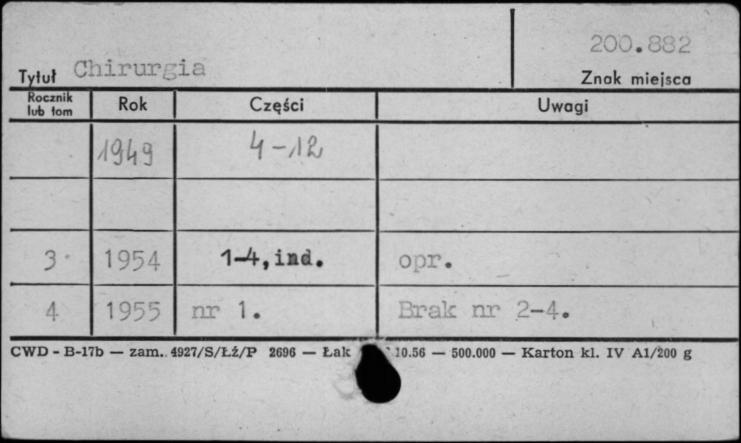 200.882
Tytuł Chirurgia Znak miejsca
Rocznik lub tom Rok Części Uwagi
1949 4-12
3 1954 1-4, ind. opr.
4 1955 nr 1. Brak nr 2-4.
CWD - B-17b — zam. 4927/S/Łź/P 2696 — Łak 10.56 — 500.000 — Karton kl. IV A1/200 g